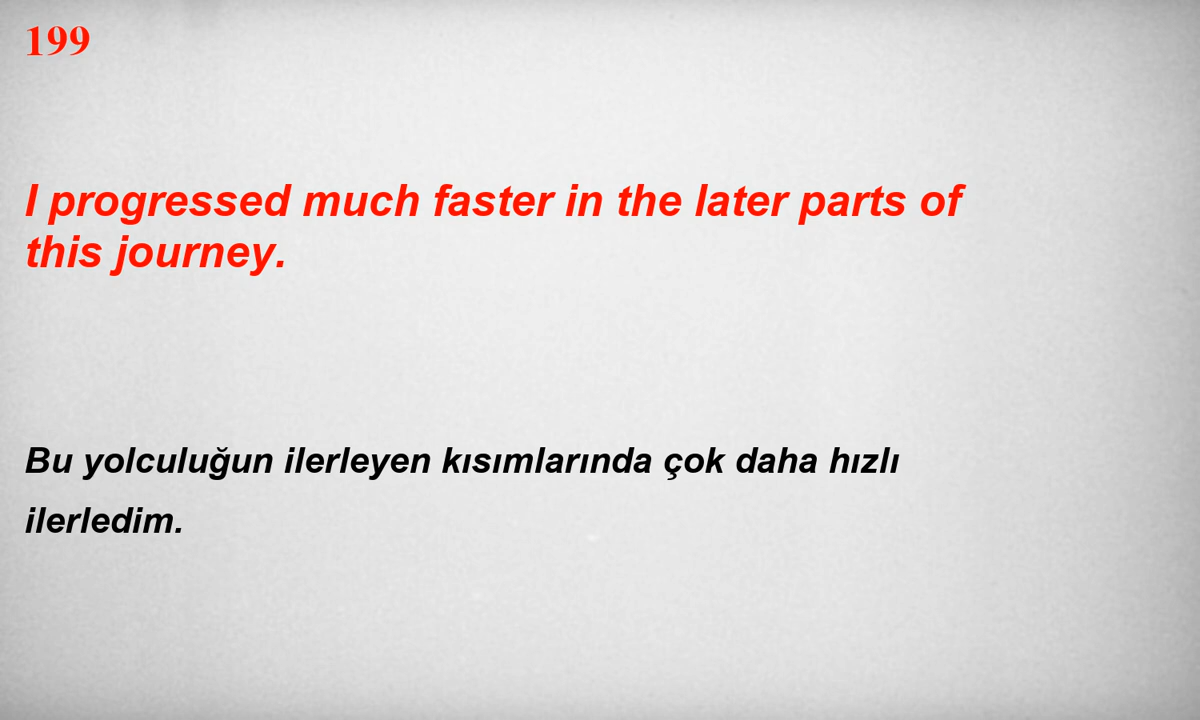 199
I progressed much faster in the later parts of
this journey.
Bu yolculuğun ilerleyen kısımlarında çok daha hızlı
ilerledim.